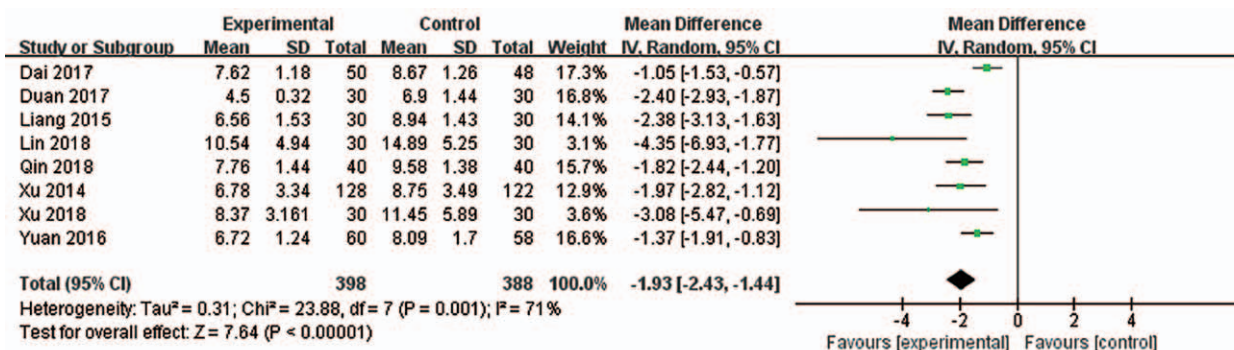 Experimental Control Mean Difference Mean Difference
Study or Subgroup Mean SD Total Mean SD Total Weight IV, Random, 95% CI IV, Random, 95% CI
Dai 2017 7.62 1.18 50 8.67 1.26 48 17.3% -1.05 [-1.53, -0.57]
Duan 2017 4.5 0.32 30 6.9 1.44 30 16.8% -2.40 [-2.93, -1.87]
Liang 2015 6.56 1.53 30 8.94 1.43 30 14.1% -2.38 [-3.13, -1.63]
Lin 2018 10.54 4.94 30 14.89 5.25 30 3.1% -4.35 [-6.93, -1.77]
Qin 2018 7.76 1.44 40 9.58 1.38 40 15.7% -1.82 [-2.44, -1.20]
Xu 2014 6.78 3.34 128 8.75 3.49 122 12.9% -1.97 [-2.82, -1.12]
Xu 2018 8.37 3.161 30 11.45 5.89 30 3.6% -3.08 [-5.47, -0.69]
Yuan 2016 6.72 1.24 60 8.09 1.7 58 16.6% -1.37 [-1.91, -0.83]
Total (95% CI) 398 388 100.0% -1.93 [-2.43, -1.44]
Heterogeneity: Tau² = 0.31; Chi² = 23.88, df = 7 (P = 0.001); I² = 71%
Test for overall effect: Z = 7.64 (P < 0.00001)
-4 -2 0 2 4
Favours [experimental] Favours [control]